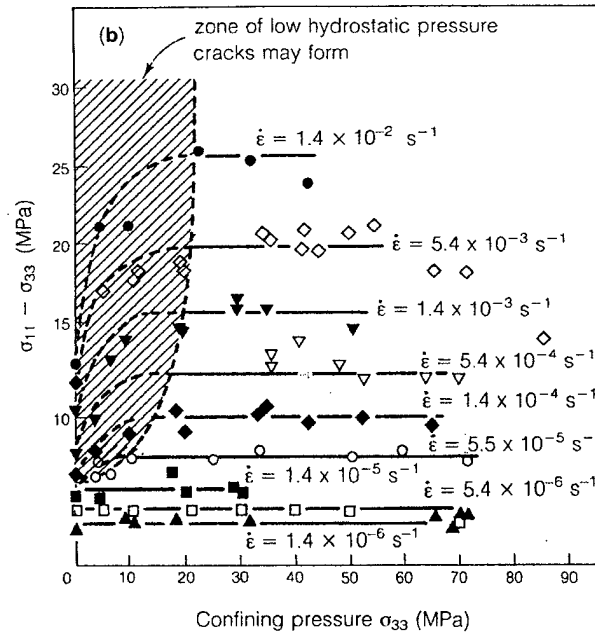 (b)
zone of low hydrostatic pressure
cracks may form
30
25
20
15
10
σ₁₁ – σ₃₃ (MPa)
ε̇ = 1.4 × 10⁻² s⁻¹
ε̇ = 5.4 × 10⁻³ s⁻¹
ε̇ = 1.4 × 10⁻³ s⁻¹
ε̇ = 5.4 × 10⁻⁴ s⁻¹
ε̇ = 1.4 × 10⁻⁴ s⁻¹
ε̇ = 5.5 × 10⁻⁵ s⁻¹
ε̇ = 1.4 × 10⁻⁵ s⁻¹
ε̇ = 5.4 × 10⁻⁶ s⁻¹
ε̇ = 1.4 × 10⁻⁶ s⁻¹
0 10 20 30 40 50 60 70 80 90
Confining pressure σ₃₃ (MPa)